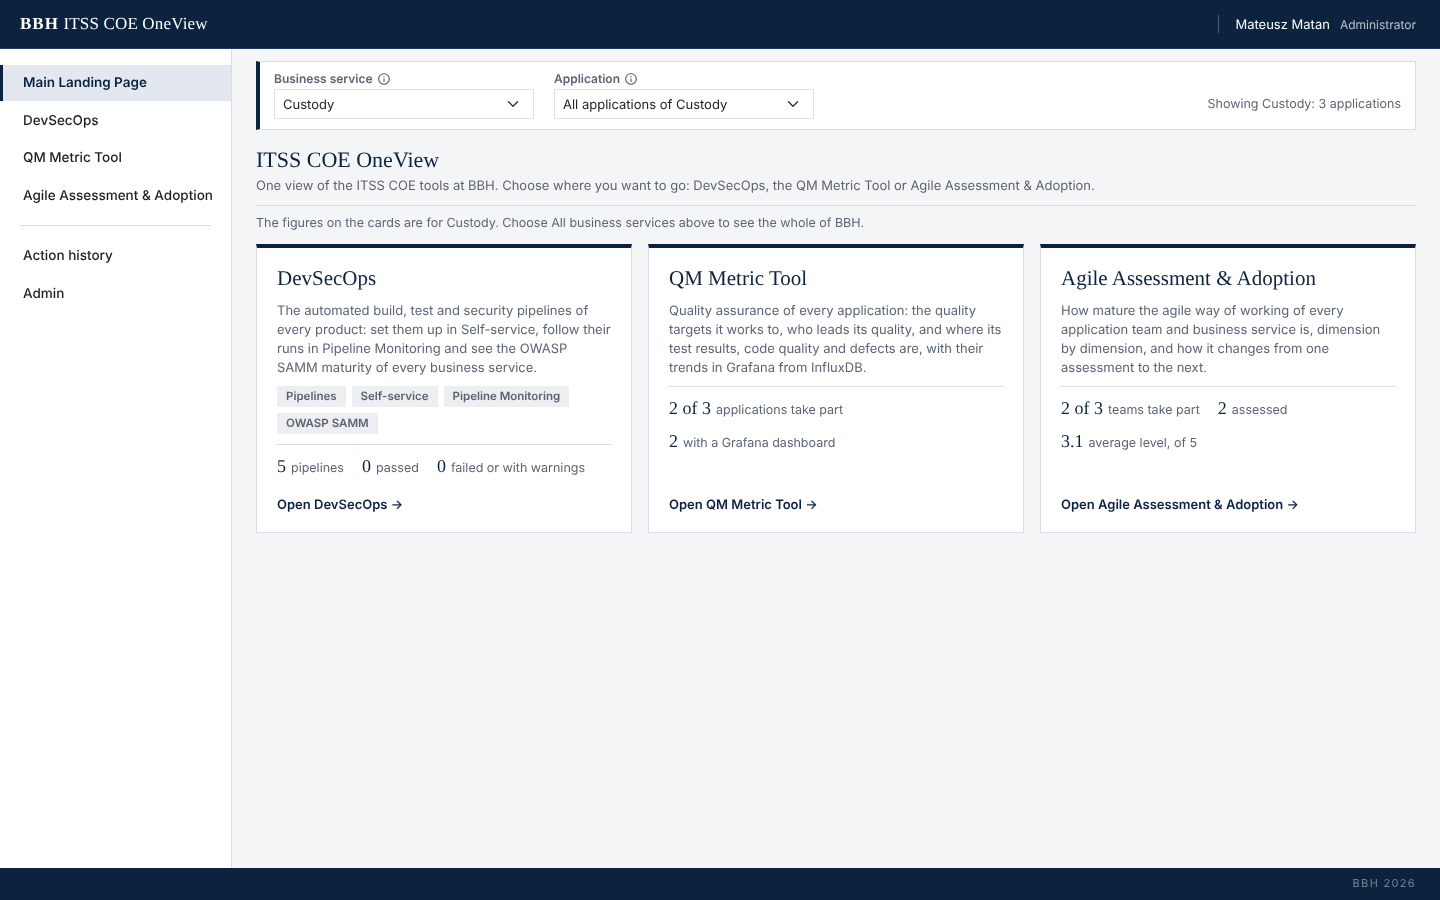 BBH ITSS COE OneView
Mateusz Matan Administrator
Main Landing Page
DevSecOps
QM Metric Tool
Agile Assessment & Adoption
Action history
Admin
Business service
Custody
Application
All applications of Custody
Showing Custody: 3 applications
ITSS COE OneView
One view of the ITSS COE tools at BBH. Choose where you want to go: DevSecOps, the QM Metric Tool or Agile Assessment & Adoption.
The figures on the cards are for Custody. Choose All business services above to see the whole of BBH.
DevSecOps
The automated build, test and security pipelines of
every product: set them up in Self-service, follow their
runs in Pipeline Monitoring and see the OWASP
SAMM maturity of every business service.
Pipelines Self-service Pipeline Monitoring
OWASP SAMM
5 pipelines 0 passed 0 failed or with warnings
Open DevSecOps →
QM Metric Tool
Quality assurance of every application: the quality
targets it works to, who leads its quality, and where its
test results, code quality and defects are, with their
trends in Grafana from InfluxDB.
2 of 3 applications take part
2 with a Grafana dashboard
Open QM Metric Tool →
Agile Assessment & Adoption
How mature the agile way of working of every
application team and business service is, dimension
by dimension, and how it changes from one
assessment to the next.
2 of 3 teams take part 2 assessed
3.1 average level, of 5
Open Agile Assessment & Adoption →
BBH 2026